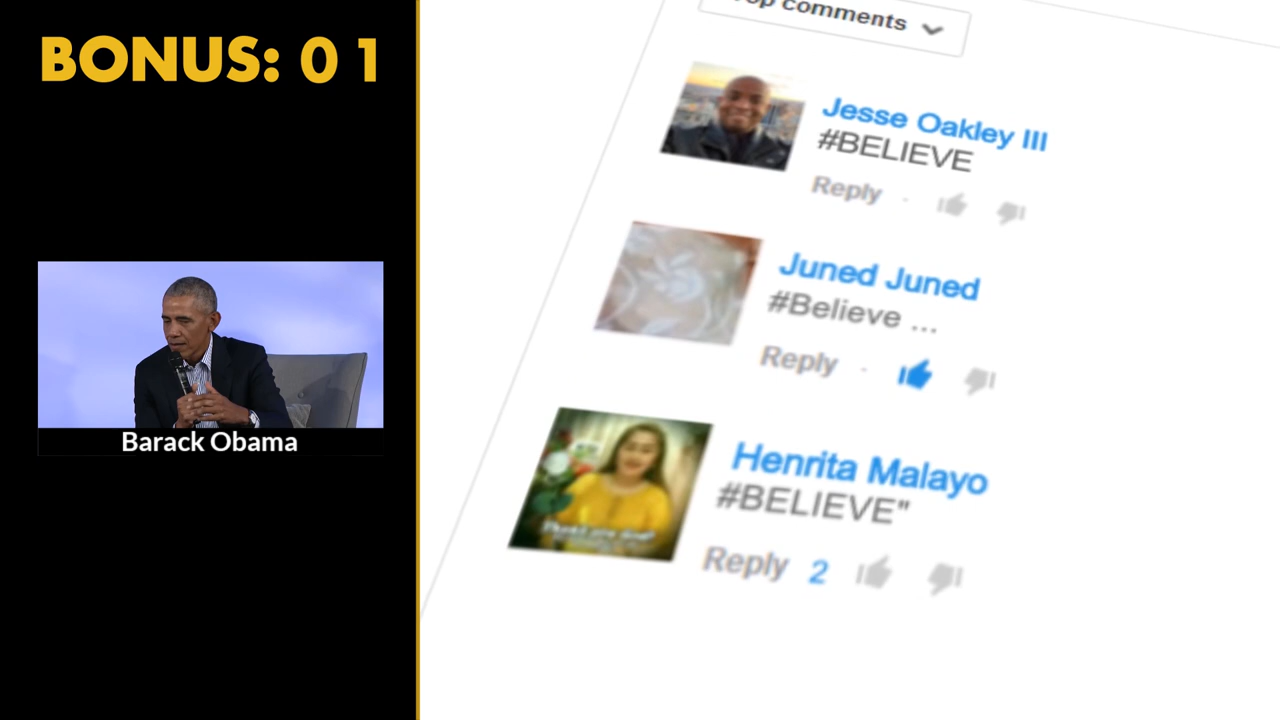 BONUS: 0 1
Barack Obama
comments
Jesse Oakley III
#BELIEVE
Reply
Juned Juned
#Believe ...
Reply
Henrita Malayo
#BELIEVE"
Reply 2